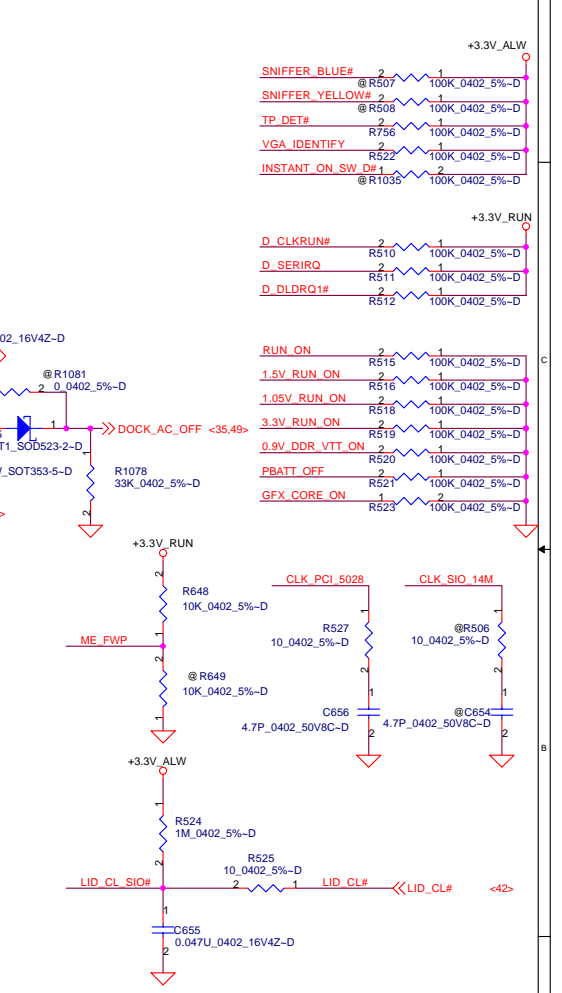 +3.3V_ALW
SNIFFER_BLUE# 2 1
@R507 100K_0402_5%~D
SNIFFER_YELLOW# 2 1
@R508 100K_0402_5%~D
TP_DET# 2 1
R756 100K_0402_5%~D
VGA_IDENTIFY 2 1
R522 100K_0402_5%~D
INSTANT_ON_SW_D# 1 2
@R1035 100K_0402_5%~D
+3.3V_RUN
D_CLKRUN# 2 1
R510 100K_0402_5%~D
D_SERIRQ 2 1
R511 100K_0402_5%~D
D_DLDRQ1# 2 1
R512 100K_0402_5%~D
02_16V4Z~D
RUN_ON 2 1
R515 100K_0402_5%~D
1.5V_RUN_ON 2 1
R516 100K_0402_5%~D
1.05V_RUN_ON 2 1
R518 100K_0402_5%~D
3.3V_RUN_ON 2 1
R519 100K_0402_5%~D
0.9V_DDR_VTT_ON 2 1
R520 100K_0402_5%~D
PBATT_OFF 2 1
R521 100K_0402_5%~D
GFX_CORE_ON 1 2
R523 100K_0402_5%~D
C
@R1081
2 0_0402_5%~D
1 DOCK_AC_OFF <35,49>
T1_SOD523-2~D
_SOT353-5~D
1
R1078
33K_0402_5%~D
2
+3.3V_RUN
2
R648
10K_0402_5%~D
1
ME_FWP
2
@R649
10K_0402_5%~D
1
CLK_PCI_5028
1
R527
10_0402_5%~D
2
1
C656
4.7P_0402_50V8C~D
2
CLK_SIO_14M
1
@R506
10_0402_5%~D
2
1
@C654
4.7P_0402_50V8C~D
2
B
+3.3V_ALW
1
R524
1M_0402_5%~D
2
R525
10_0402_5%~D
LID_CL_SIO# 2 1 LID_CL# LID_CL# <42>
1
C655
0.047U_0402_16V4Z~D
2